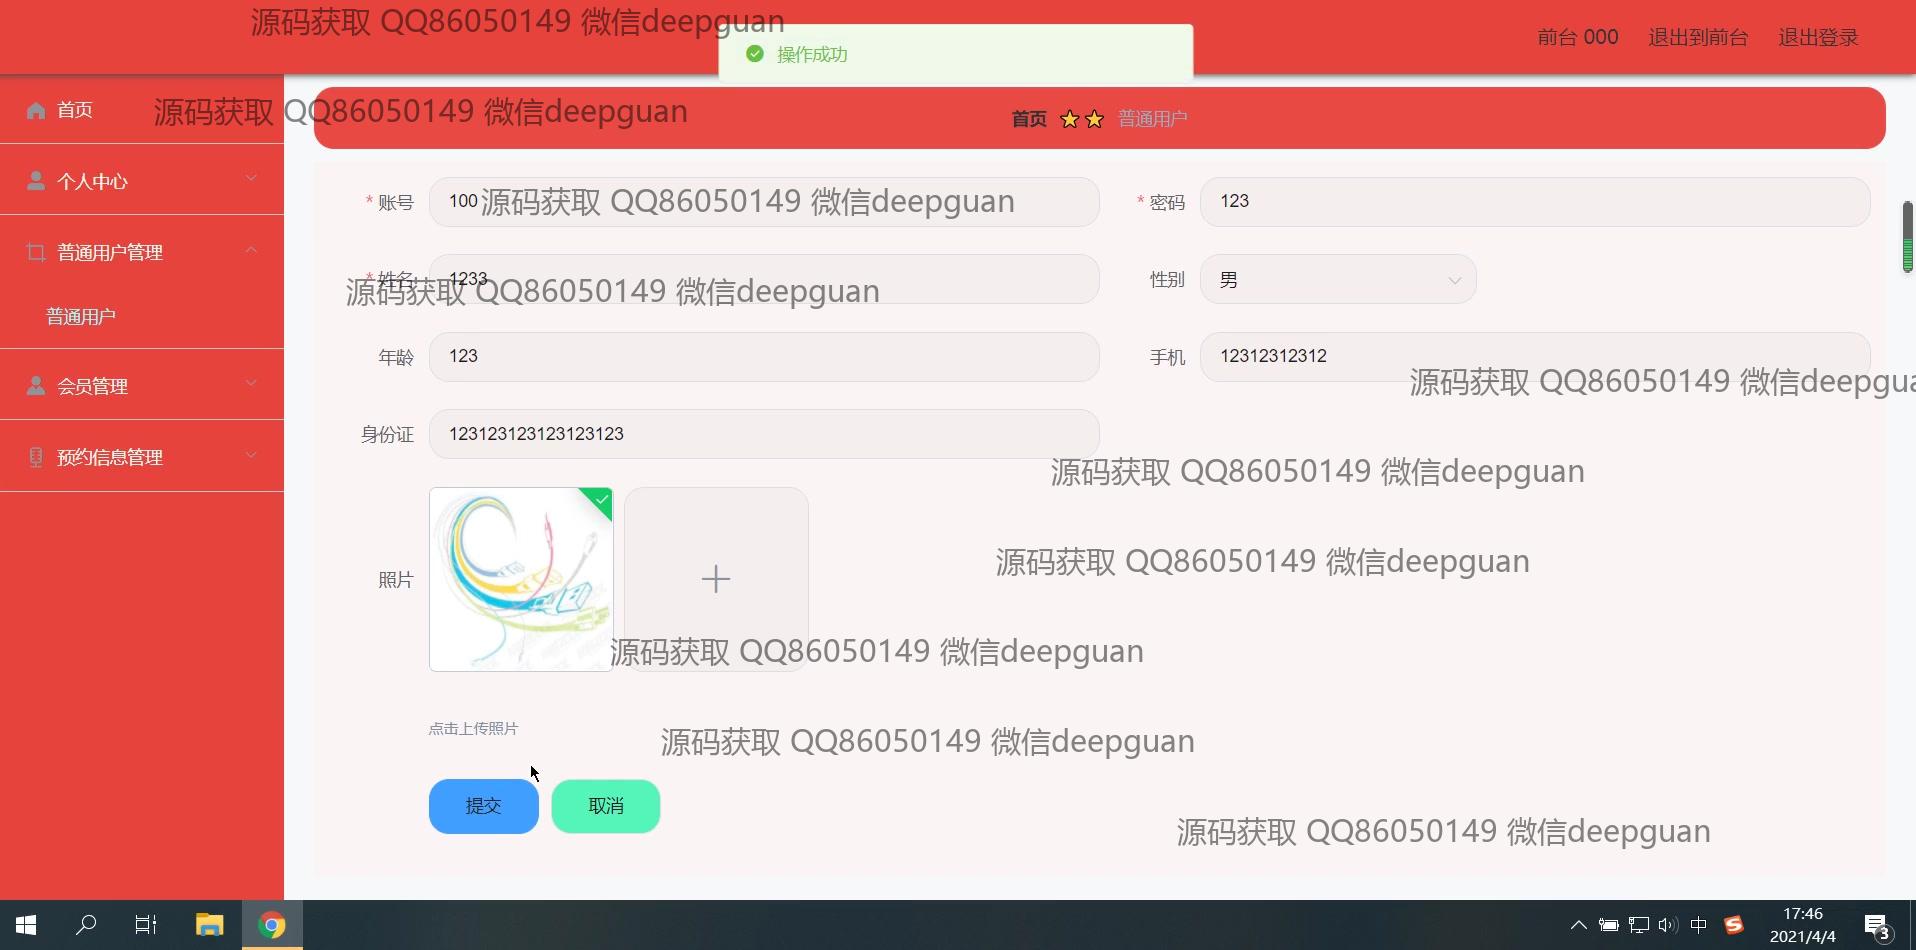 源码获取 QQ86050149 微信deepguan
操作成功
前台 000
退出到前台
退出登录
首页
源码获取 QQ86050149 微信deepguan
首页
普通用户
个人中心
* 账号
100
源码获取 QQ86050149 微信deepguan
* 密码
123
普通用户管理
* 姓名
1233
源码获取 QQ86050149 微信deepguan
性别
男
普通用户
年龄
123
手机
12312312312
会员管理
源码获取 QQ86050149 微信deepgua
身份证
123123123123123123
预约信息管理
源码获取 QQ86050149 微信deepguan
源码获取 QQ86050149 微信deepguan
照片
源码获取 QQ86050149 微信deepguan
点击上传照片
源码获取 QQ86050149 微信deepguan
提交
取消
源码获取 QQ86050149 微信deepguan
中
17:46
2021/4/4
3